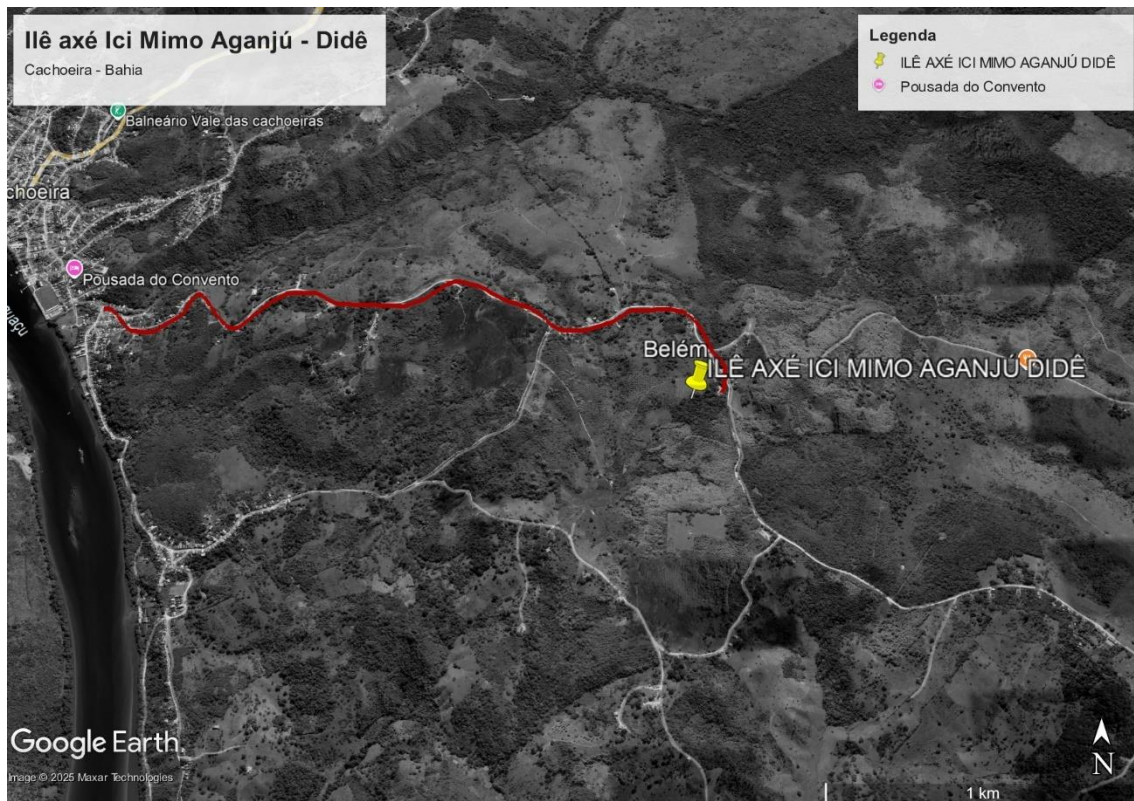 Ilê axé Ici Mimo Aganjú - Didê
Cachoeira - Bahia
Legenda
ILÊ AXÉ ICI MIMO AGANJÚ DIDÊ
Pousada do Convento
Balneário Vale das cachoeiras
choeira
Pousada do Convento
uaçu
Belém
ILÊ AXÉ ICI MIMO AGANJÚ DIDÊ
Google Earth
Image © 2025 Maxar Technologies
N
1 km